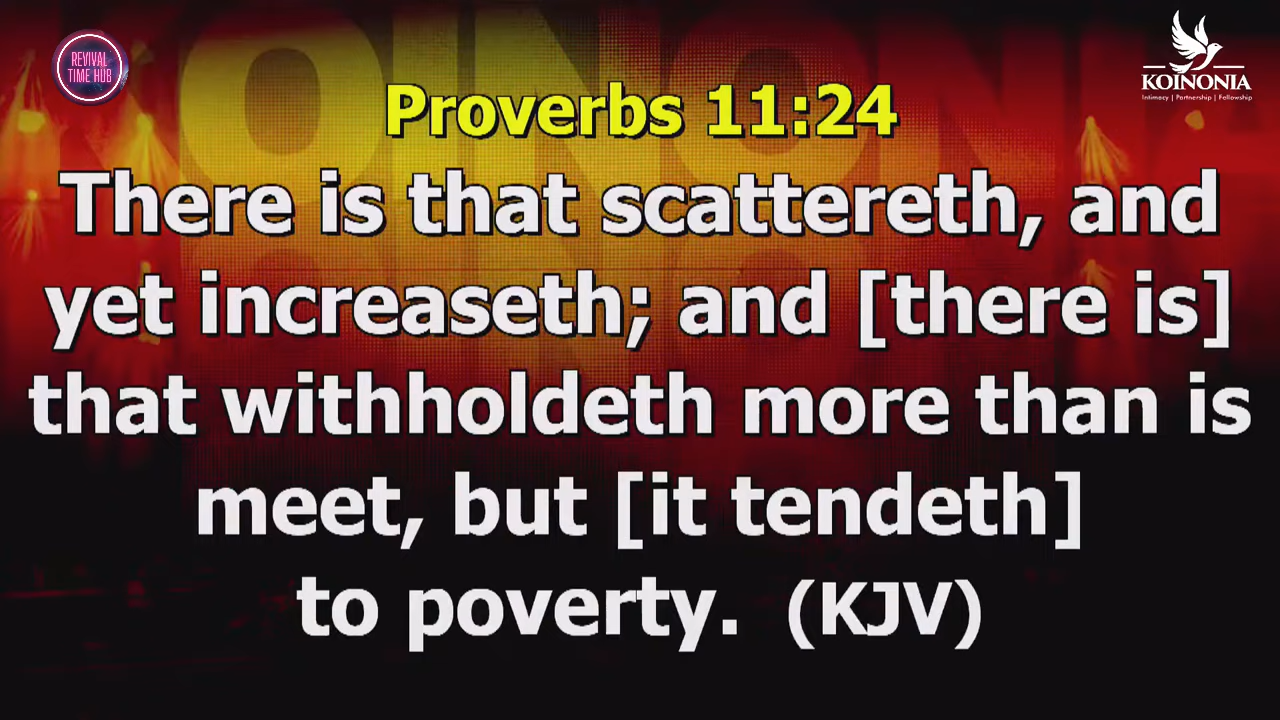 REVIVAL
TIME HUB
KOINONIA
Intimacy | Partnership | Fellowship
KOINONIA
Proverbs 11:24
There is that scattereth, and
yet increaseth; and [there is]
that withholdeth more than is
meet, but [it tendeth]
to poverty. (KJV)